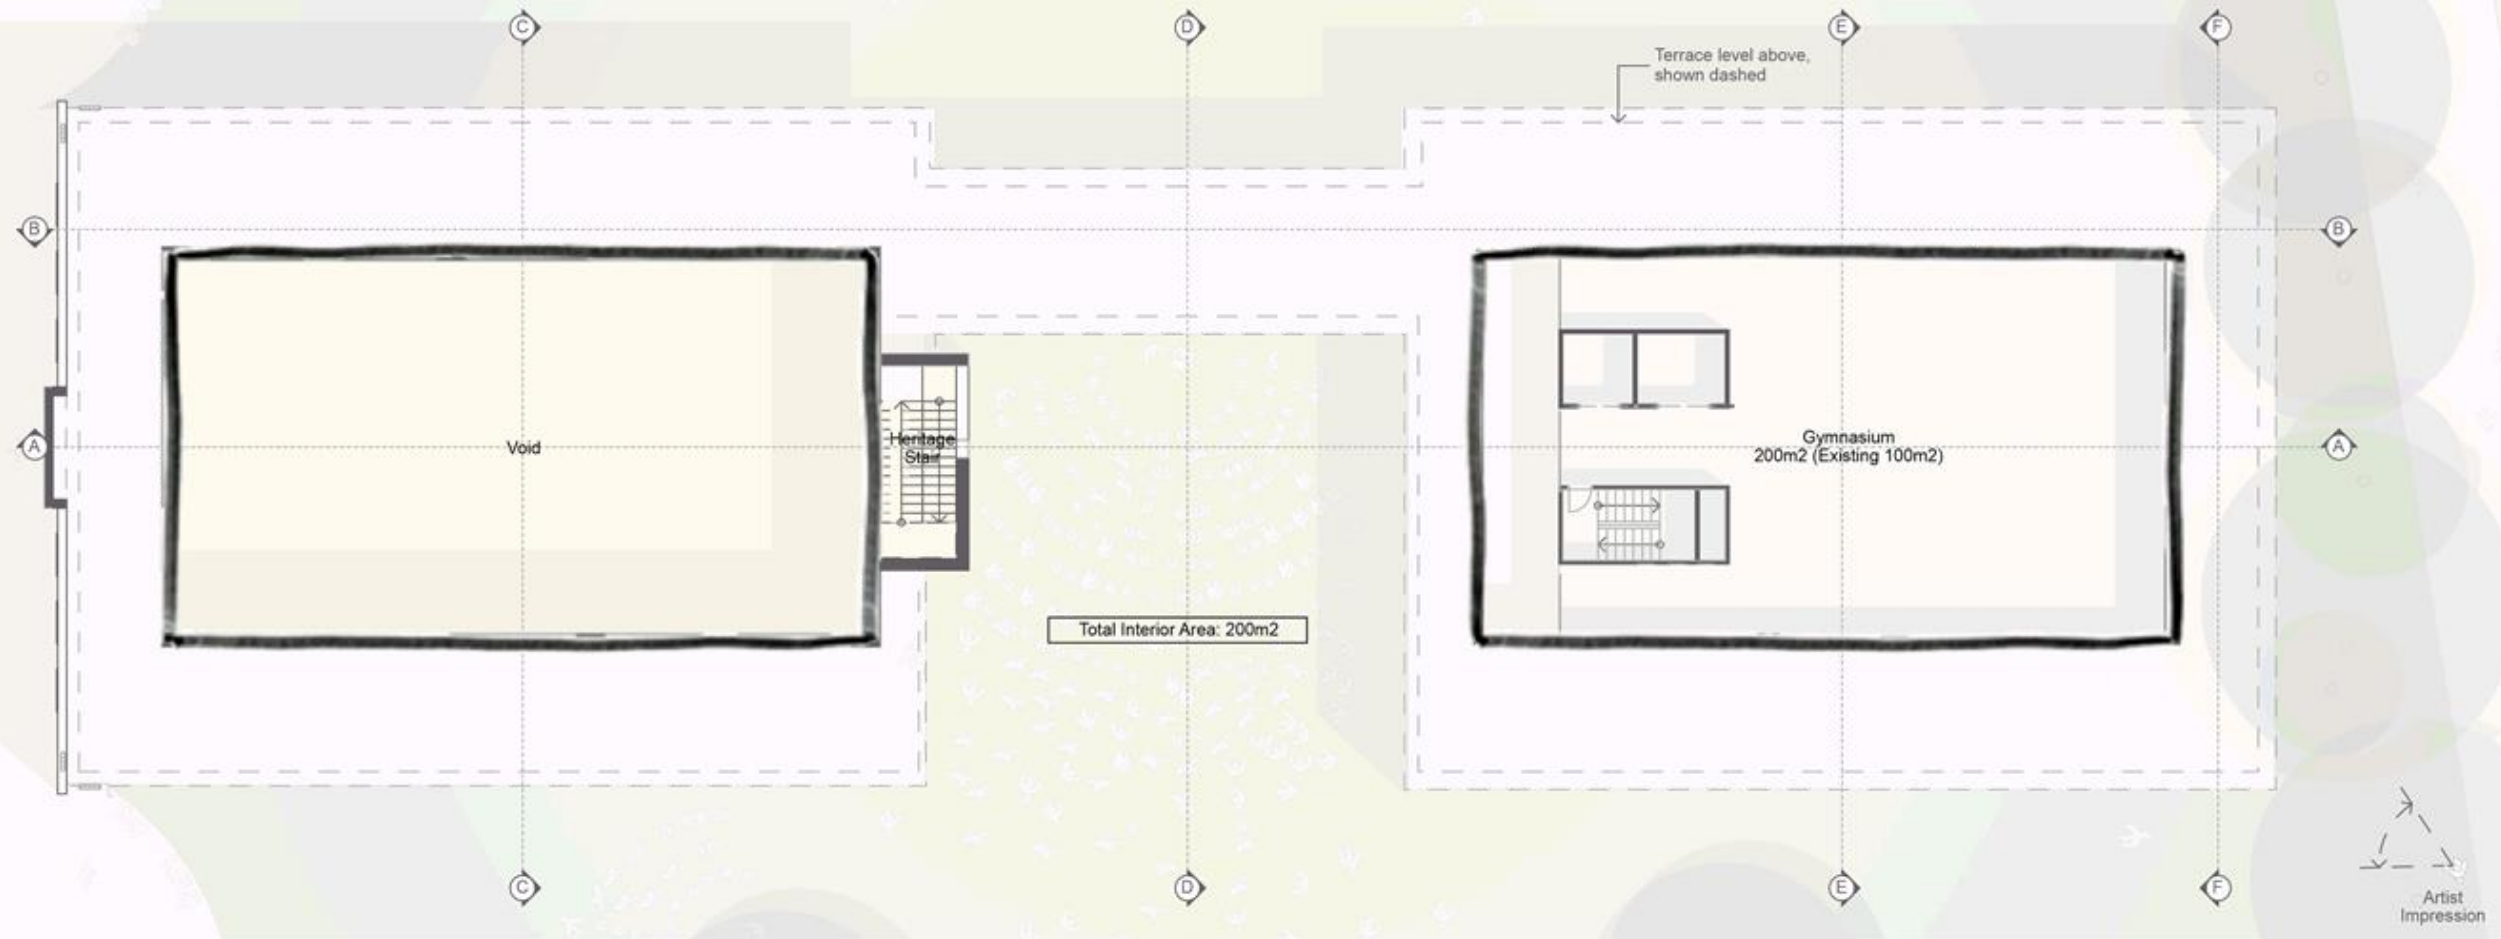 C
D
E
F
Terrace level above,
shown dashed
B
B
Void
Heritage
Stair
A
Gymnasium
200m2 (Existing 100m2)
A
Total Interior Area: 200m2
C
D
E
F
Artist
Impression